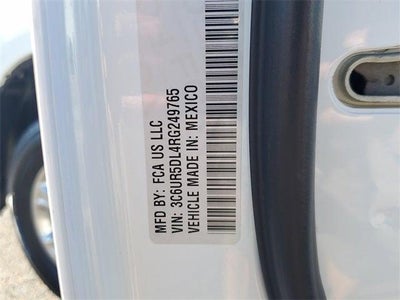 MFD BY: FCA US LLC
VIN: 3C6UR5DL4RG249765
VEHICLE MADE IN: MEXICO